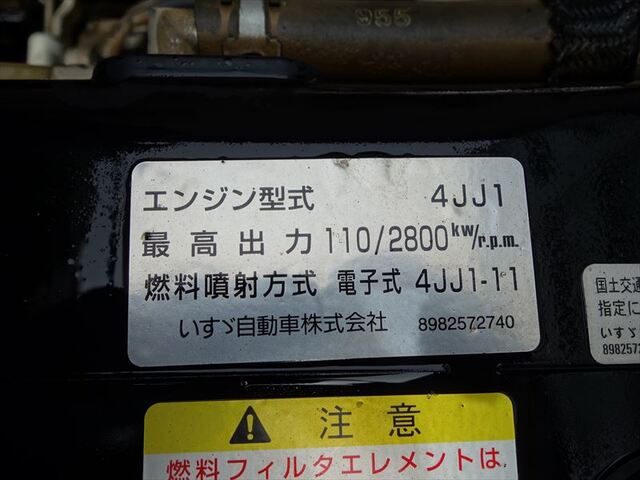 955
エンジン型式 4JJ1
最高出力 110/2800kw/r.p.m.
燃料噴射方式 電子式 4JJ1-11
いすゞ自動車株式会社 8982572740
国土交通
指定に
いすゞ
8982572
注意
燃料フィルタエレメントは